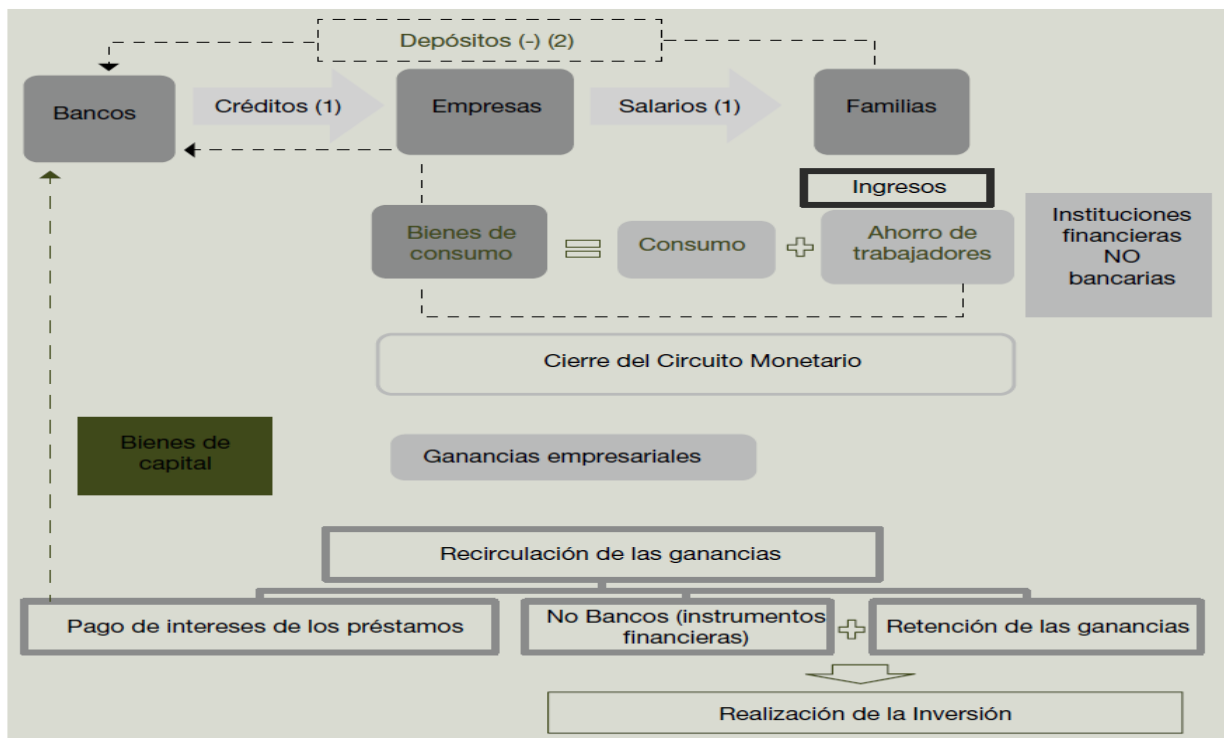 Depósitos (-) (2)
Bancos
Créditos (1)
Empresas
Salarios (1)
Familias
Ingresos
Bienes de
consumo
Consumo
Ahorro de
trabajadores
Instituciones
financieras
NO
bancarias
Cierre del Circuito Monetario
Bienes de
capital
Ganancias empresariales
Recirculación de las ganancias
Pago de intereses de los préstamos
No Bancos (instrumentos
financieras)
Retención de las ganancias
Realización de la Inversión